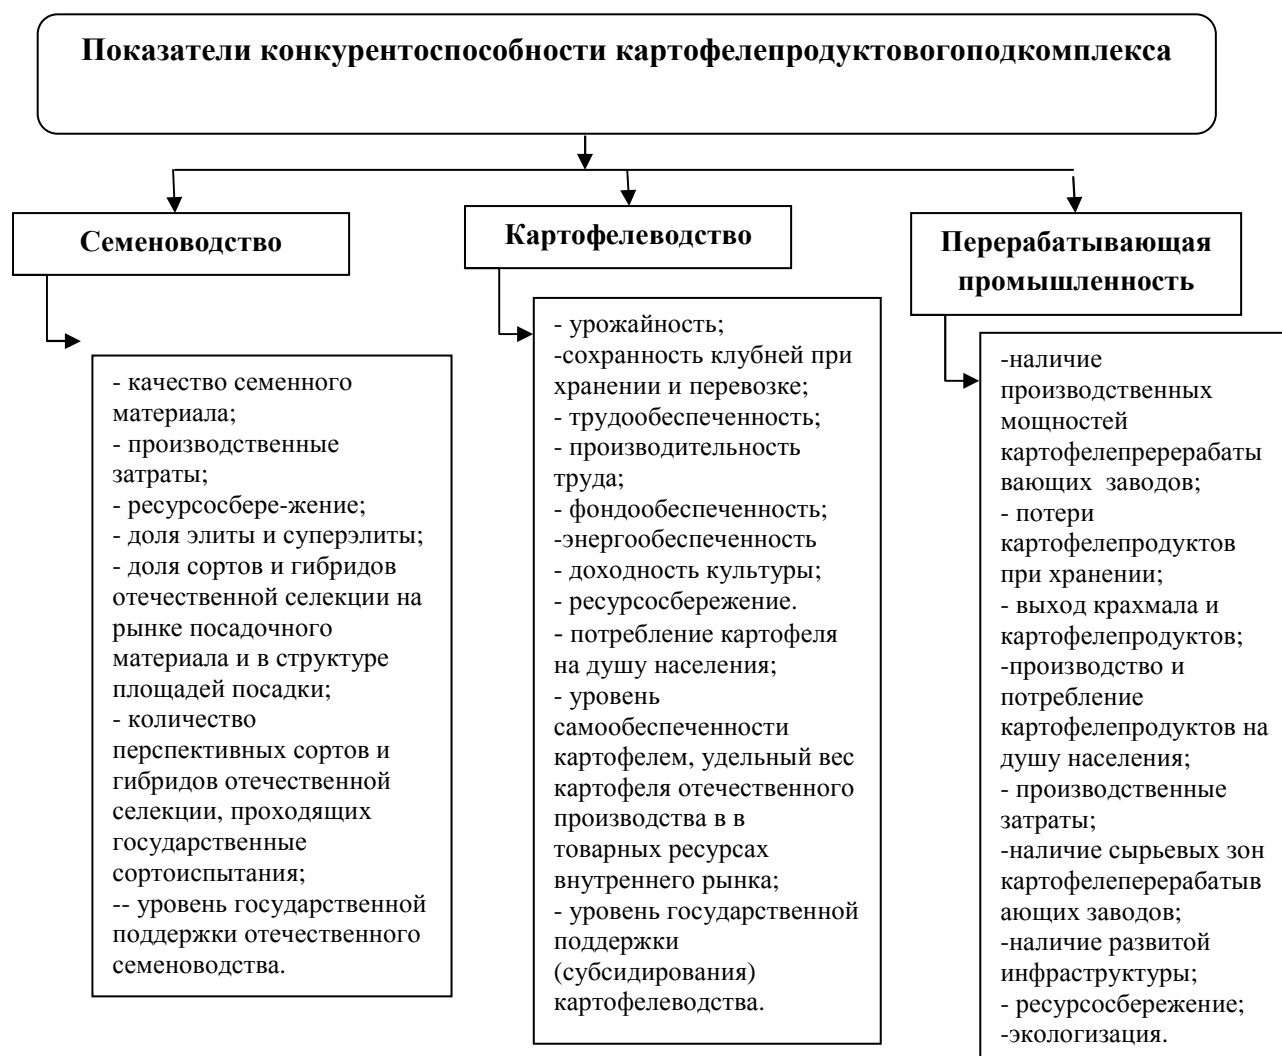 Показатели конкурентоспособности картофелепродуктовогоподкомплекса
Семеноводство
- качество семенного
материала;
- производственные
затраты;
- ресурсосбере-жение;
- доля элиты и суперэлиты;
- доля сортов и гибридов
отечественной селекции на
рынке посадочного
материала и в структуре
площадей посадки;
- количество
перспективных сортов и
гибридов отечественной
селекции, проходящих
государственные
сортоиспытания;
-- уровень государственной
поддержки отечественного
семеноводства.
Картофелеводство
- урожайность;
-сохранность клубней при
хранении и перевозке;
- трудообеспеченность;
- производительность
труда;
- фондообеспеченность;
-энергообеспеченность
- доходность культуры;
- ресурсосбережение.
- потребление картофеля
на душу населения;
- уровень
самообеспеченности
картофелем, удельный вес
картофеля отечественного
производства в в
товарных ресурсах
внутреннего рынка;
- уровень государственной
поддержки
(субсидирования)
картофелеводства.
Перерабатывающая
промышленность
-наличие
производственных
мощностей
картофелепререрабаты
вающих заводов;
- потери
картофелепродуктов
при хранении;
- выход крахмала и
картофелепродуктов;
-производство и
потребление
картофелепродуктов на
душу населения;
- производственные
затраты;
-наличие сырьевых зон
картофелеперерабатыв
ающих заводов;
-наличие развитой
инфраструктуры;
- ресурсосбережение;
-экологизация.